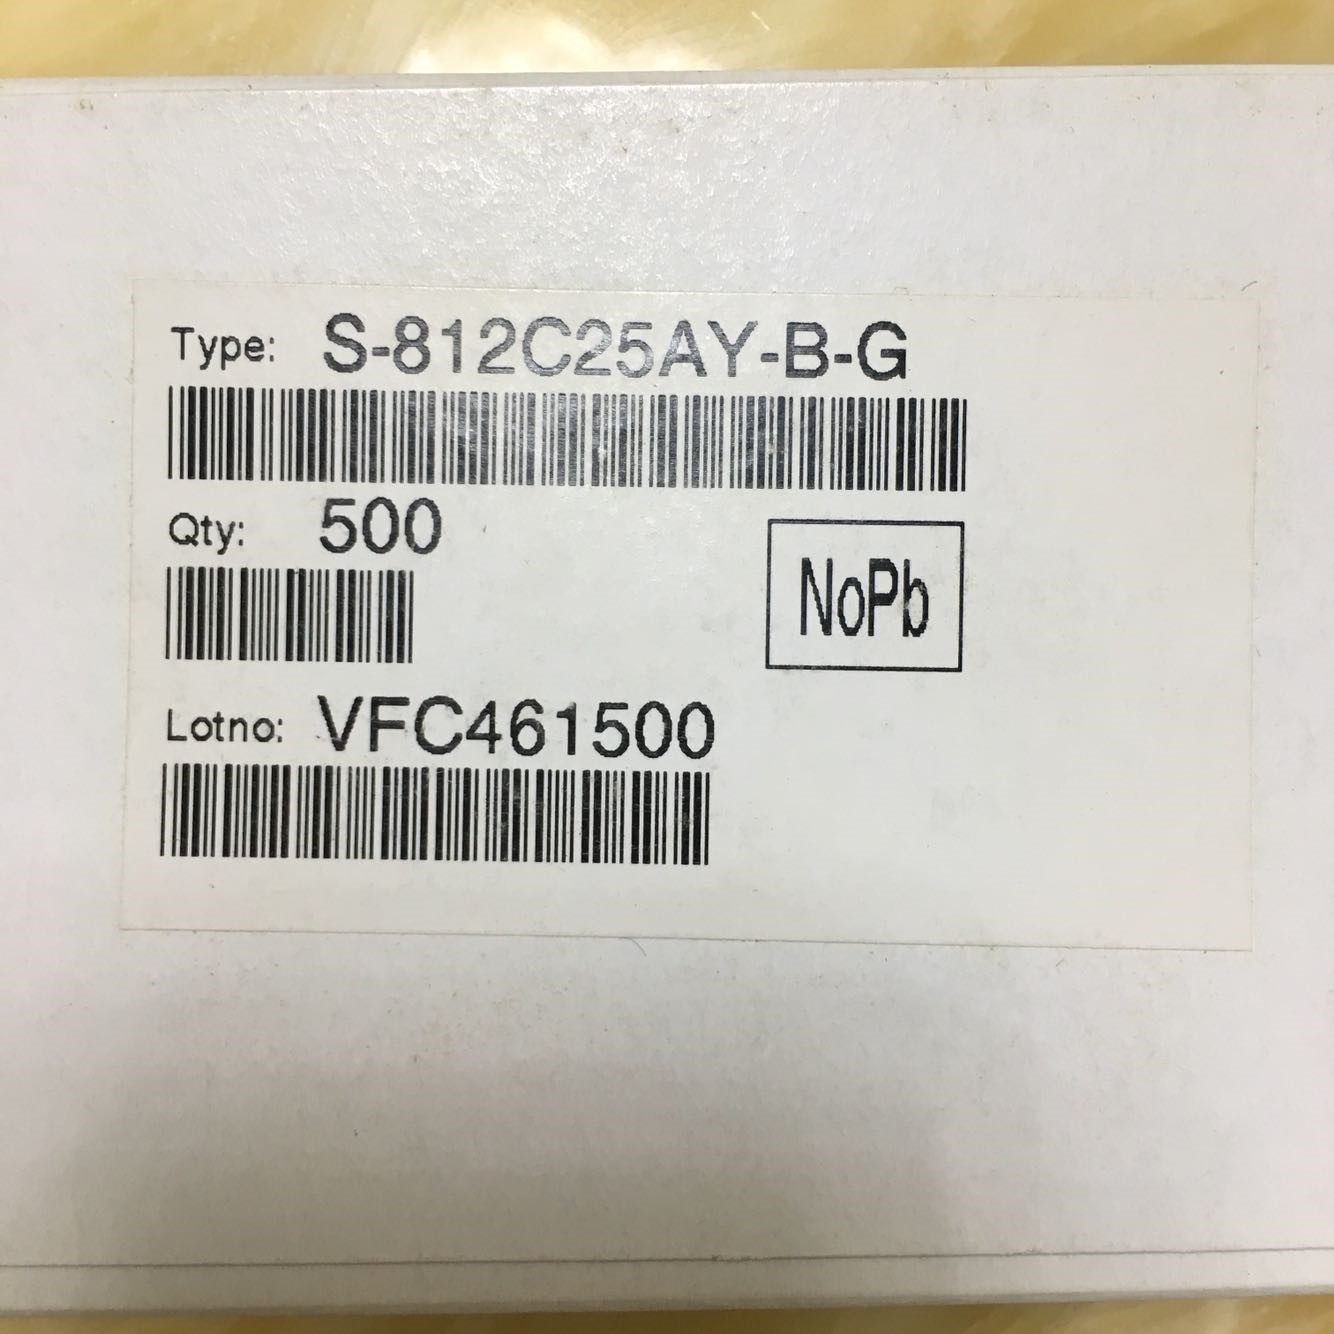 Type: S-812C25AY-B-G
Qty: 500
NoPb
Lotno: VFC461500